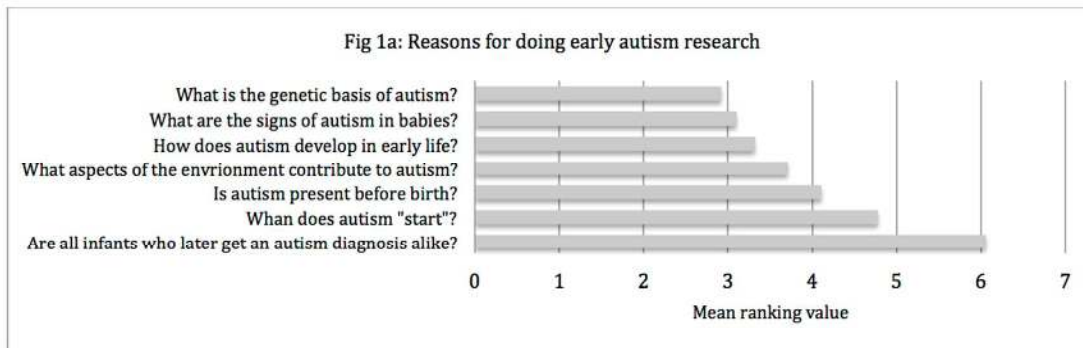 Fig 1a: Reasons for doing early autism research
What is the genetic basis of autism?
What are the signs of autism in babies?
How does autism develop in early life?
What aspects of the envrionment contribute to autism?
Is autism present before birth?
Whan does autism "start"?
Are all infants who later get an autism diagnosis alike?
0 1 2 3 4 5 6 7
Mean ranking value